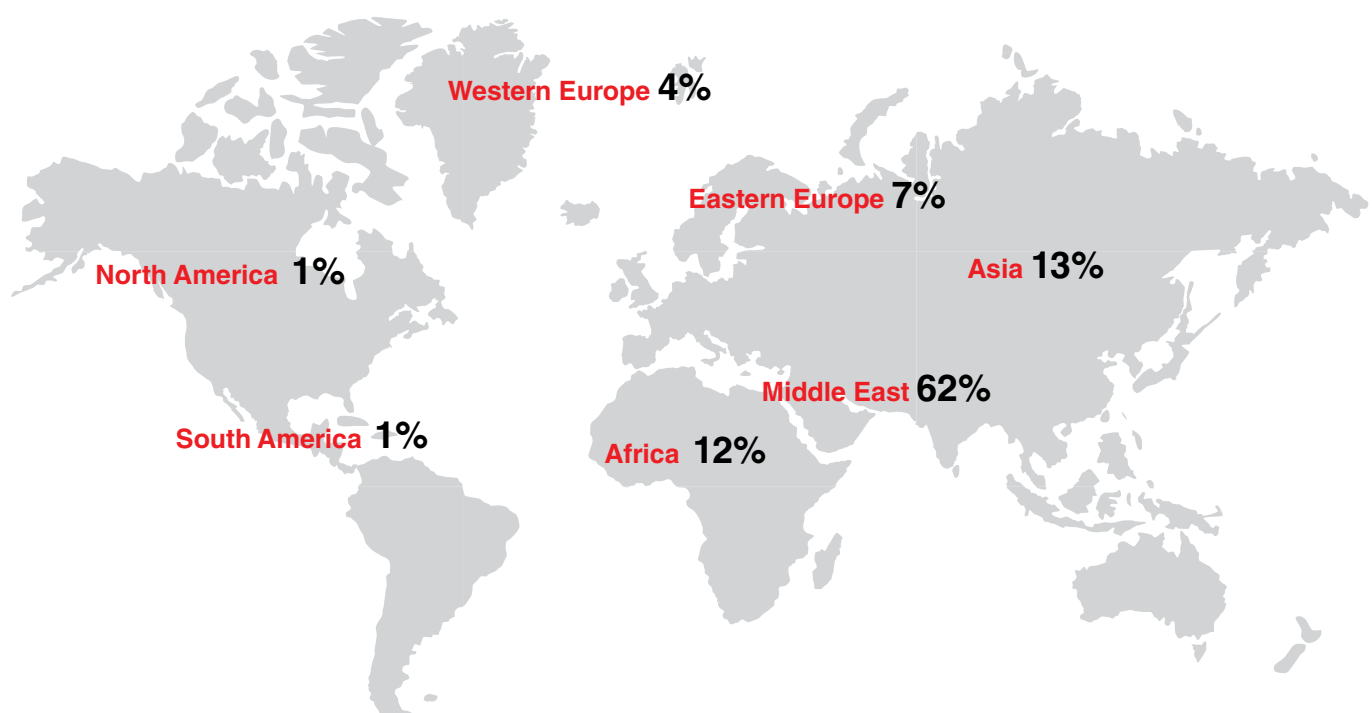 Western Europe 4%
Eastern Europe 7%
North America 1%
Asia 13%
Middle East 62%
South America 1%
Africa 12%